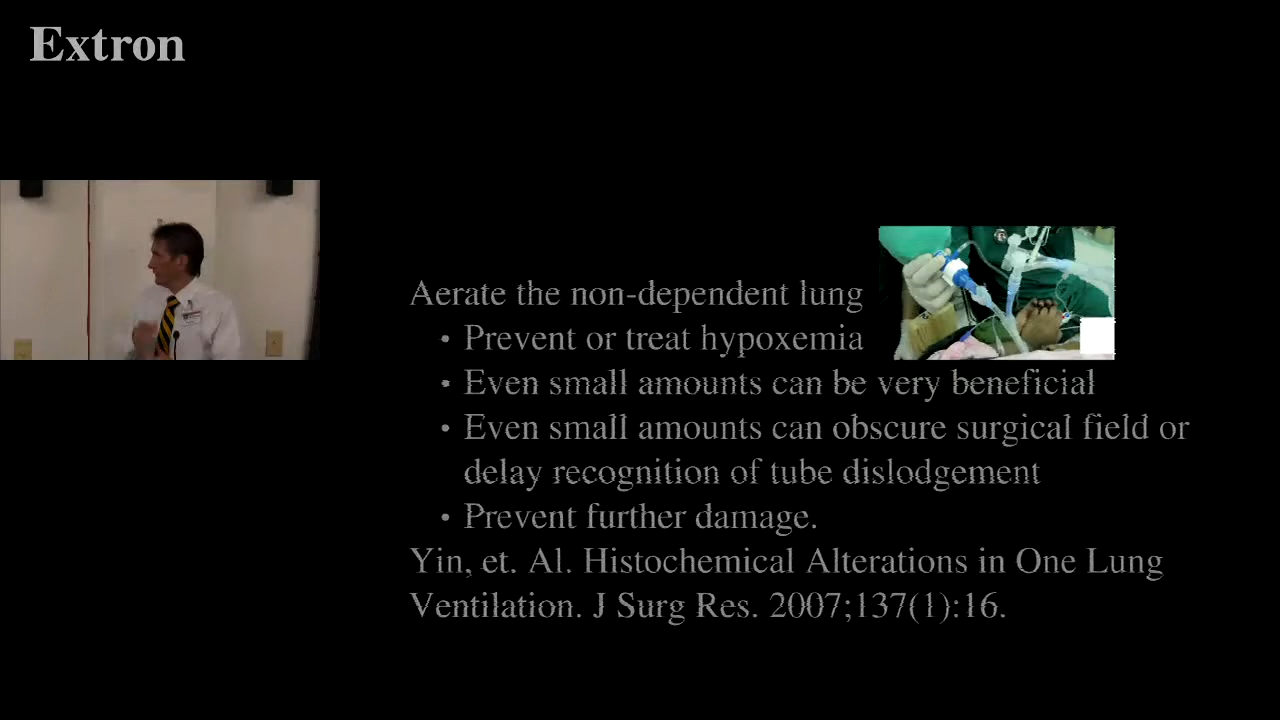 Extron
Aerate the non-dependent lung
• Prevent or treat hypoxemia
• Even small amounts can be very beneficial
• Even small amounts can obscure surgical field or
delay recognition of tube dislodgement
• Prevent further damage.
Yin, et. Al. Histochemical Alterations in One Lung
Ventilation. J Surg Res. 2007;137(1):16.